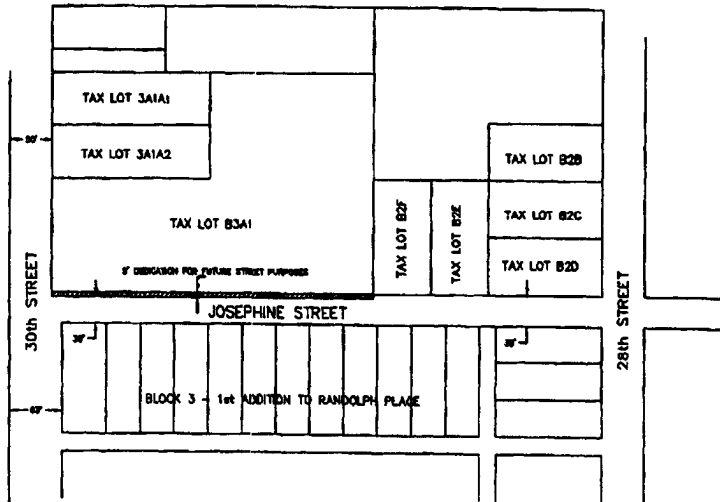 TAX LOT 3A1A1
TAX LOT 3A1A2
TAX LOT B2B
TAX LOT B3A1
TAX LOT B2F
TAX LOT B2E
TAX LOT B2C
TAX LOT B2D
5' DEDICATION FOR FUTURE STREET PURPOSES
JOSEPHINE STREET
30th STREET
28th STREET
BLOCK 3 - 1st ADDITION TO RANDOLPH PLACE